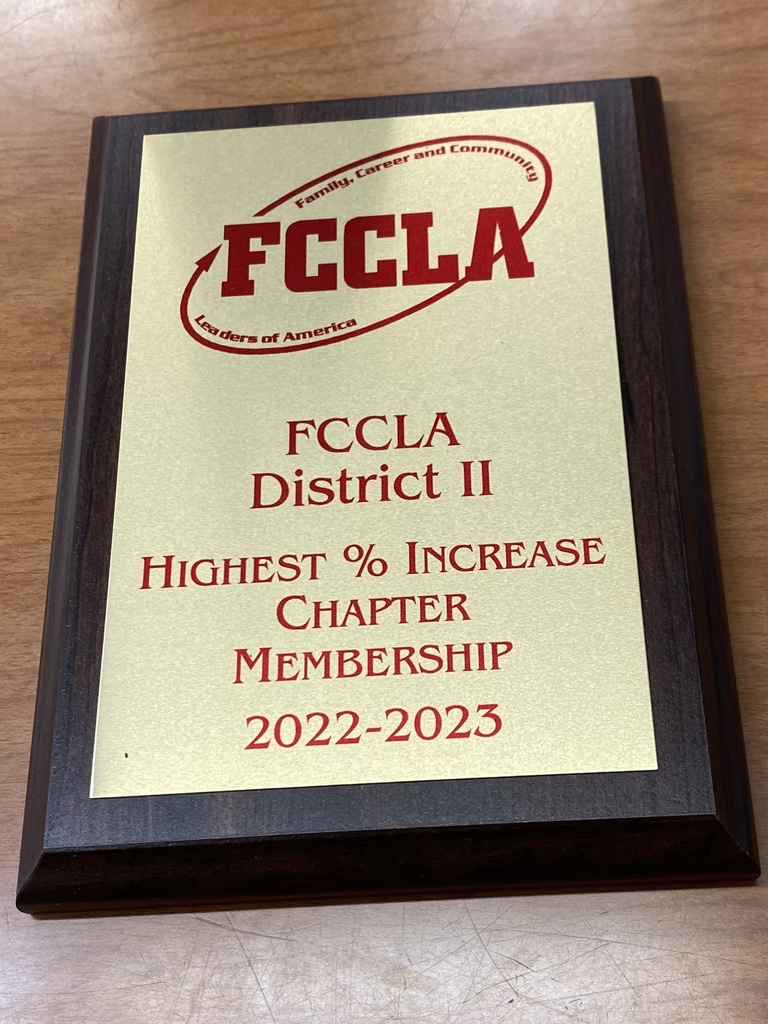 Family, Career and Community
FCCLA
Leaders of America
FCCLA
District II
HIGHEST % INCREASE
CHAPTER
MEMBERSHIP
2022-2023